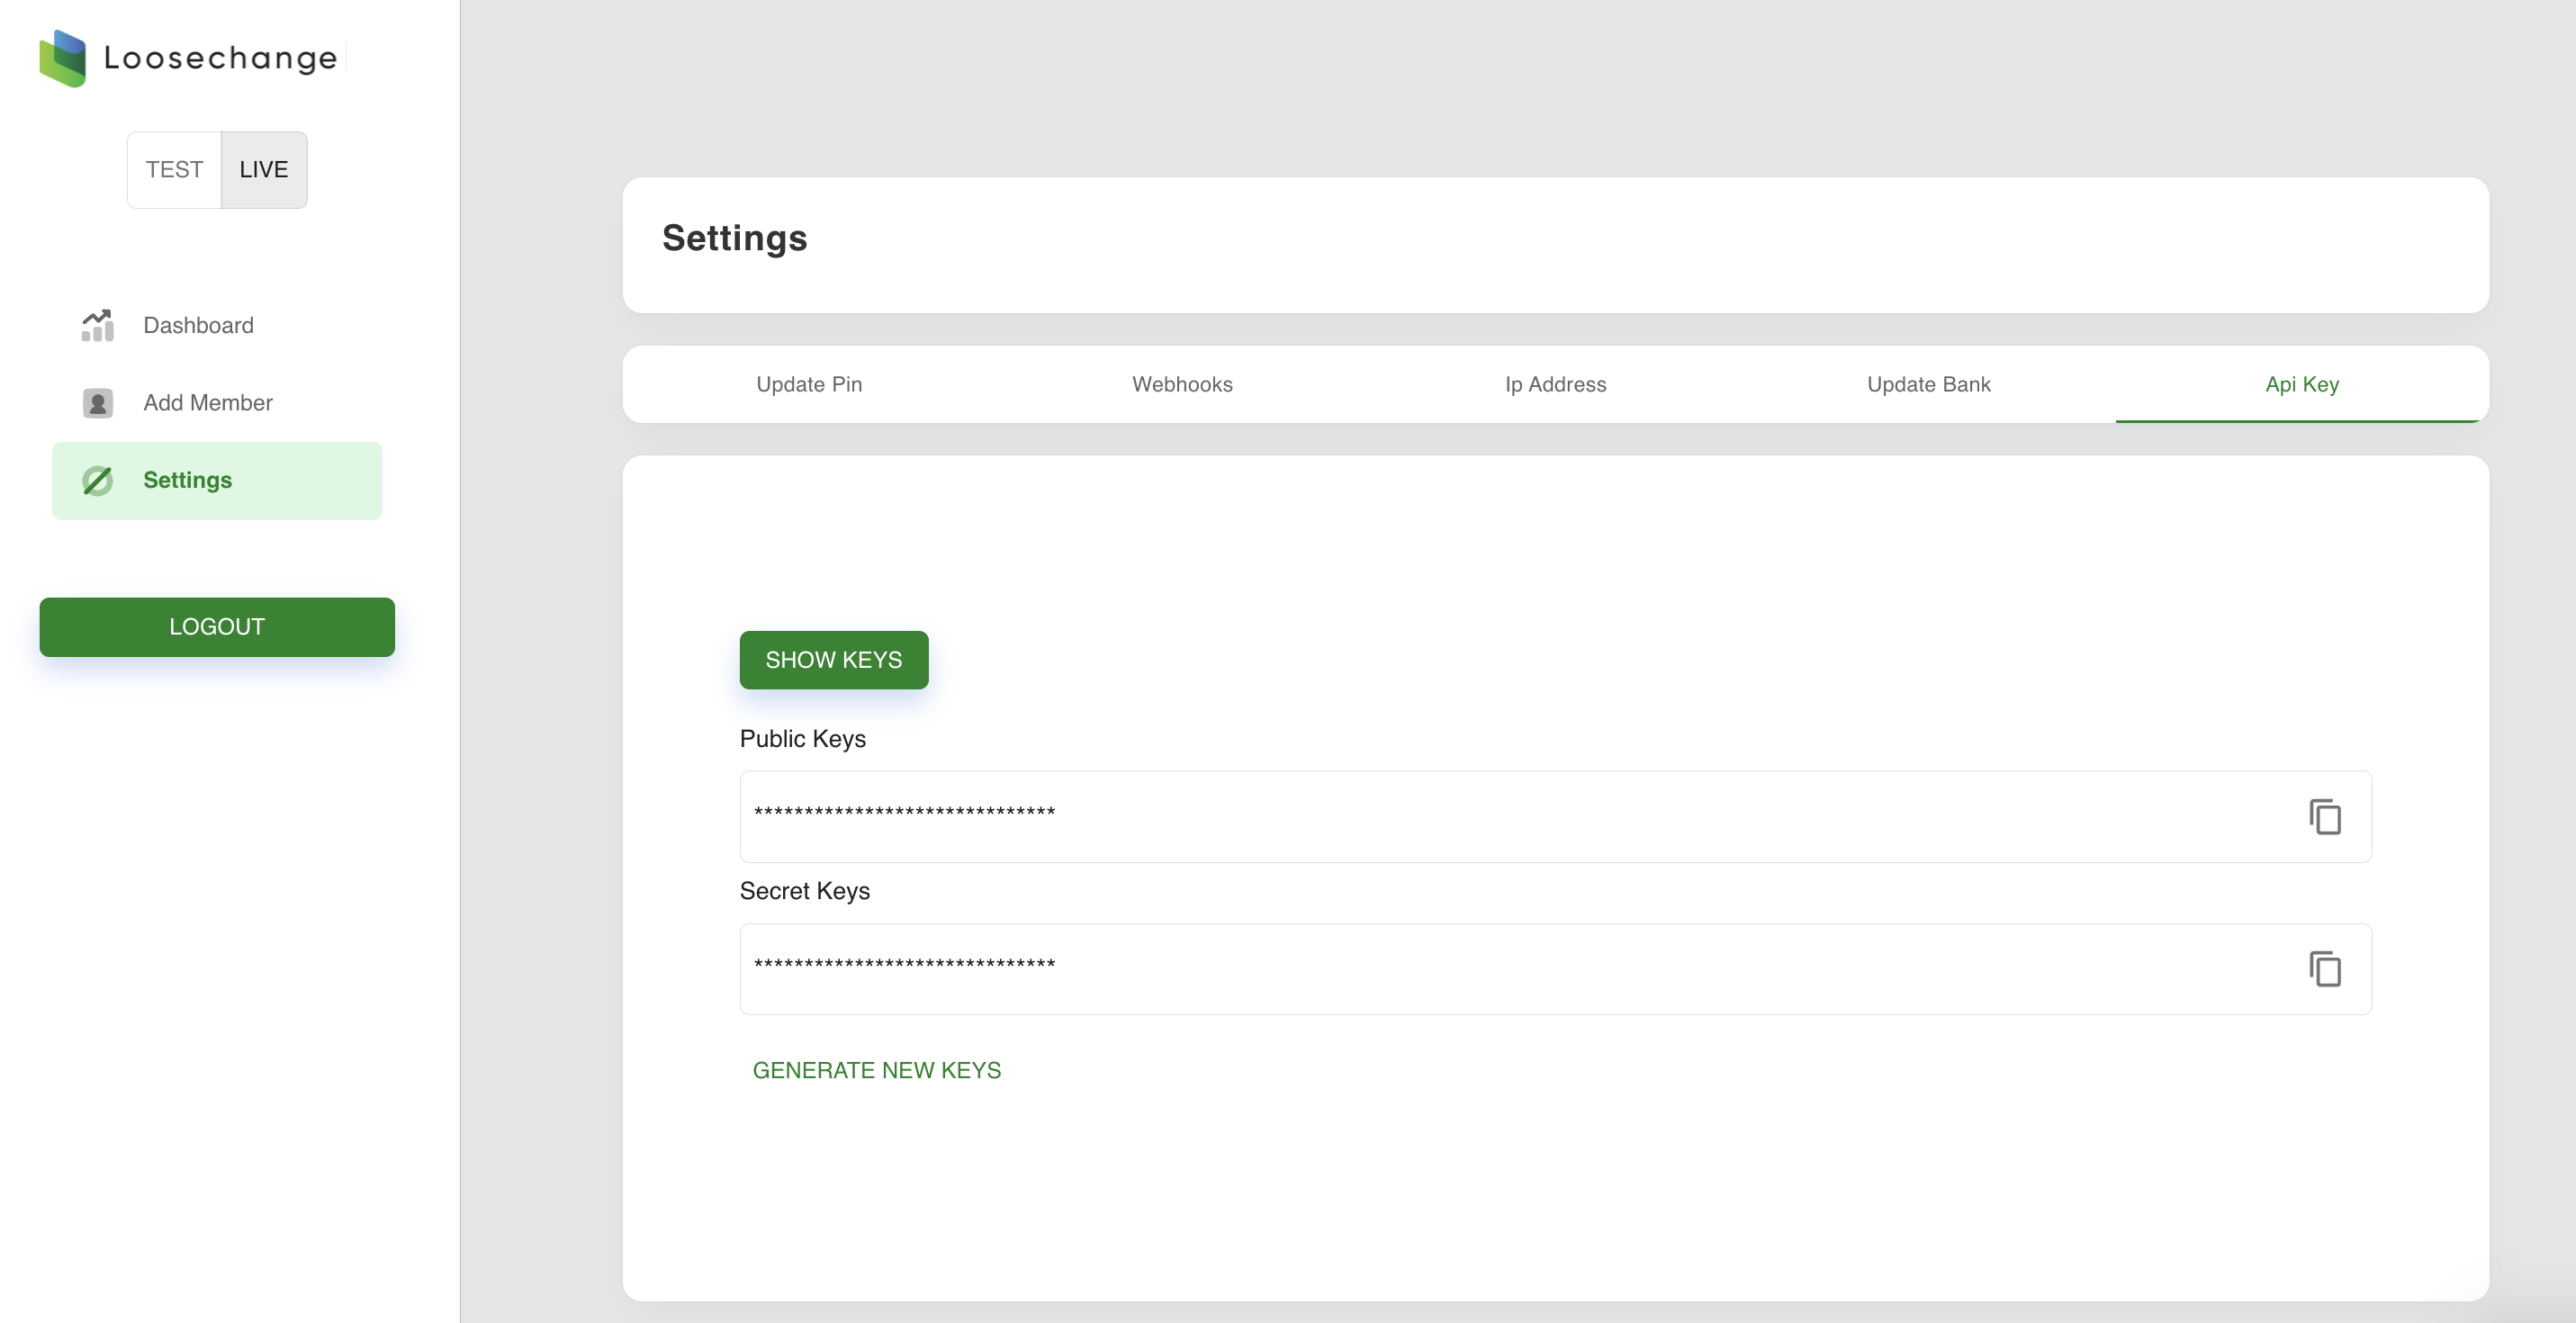 Loosechange
TEST LIVE
Dashboard
Add Member
Settings
LOGOUT
Settings
Update Pin Webhooks Ip Address Update Bank Api Key
SHOW KEYS
Public Keys
******************************
Secret Keys
******************************
GENERATE NEW KEYS